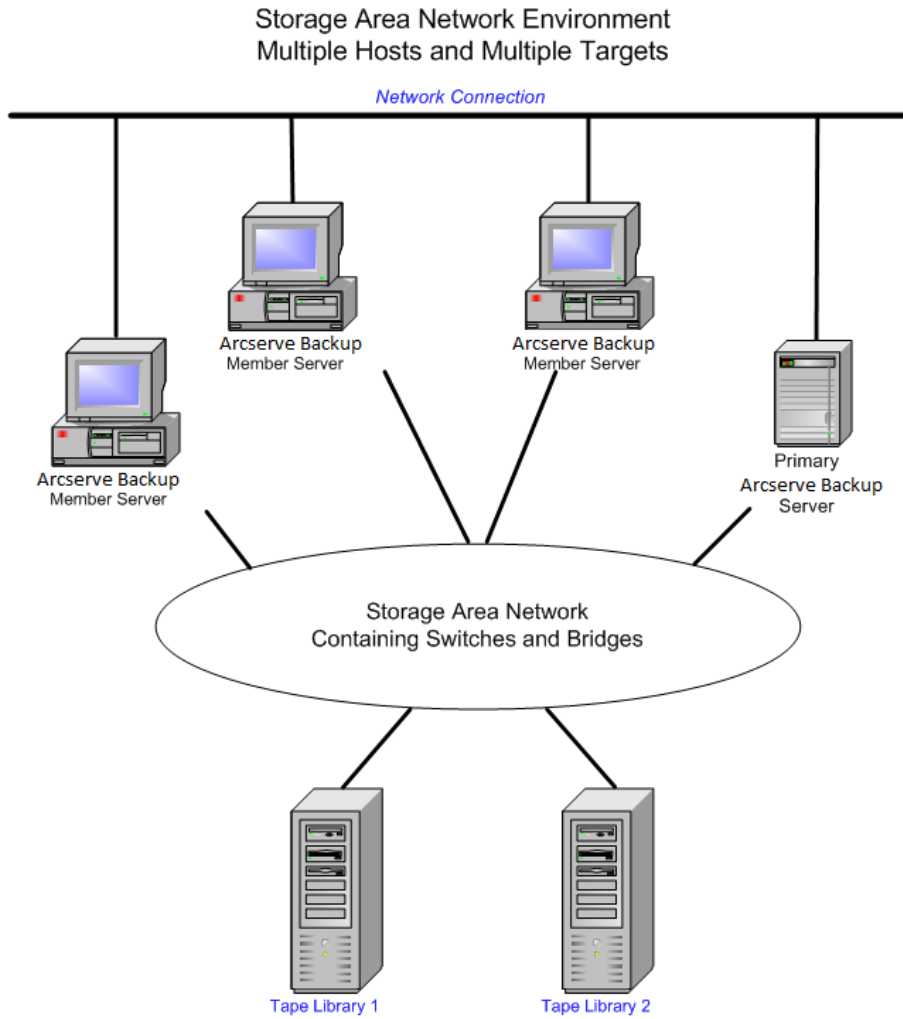 Storage Area Network Environment
Multiple Hosts and Multiple Targets
Network Connection
Arcserve Backup
Member Server
Arcserve Backup
Member Server
Arcserve Backup
Member Server
Primary
Arcserve Backup
Server
Storage Area Network
Containing Switches and Bridges
Tape Library 1
Tape Library 2